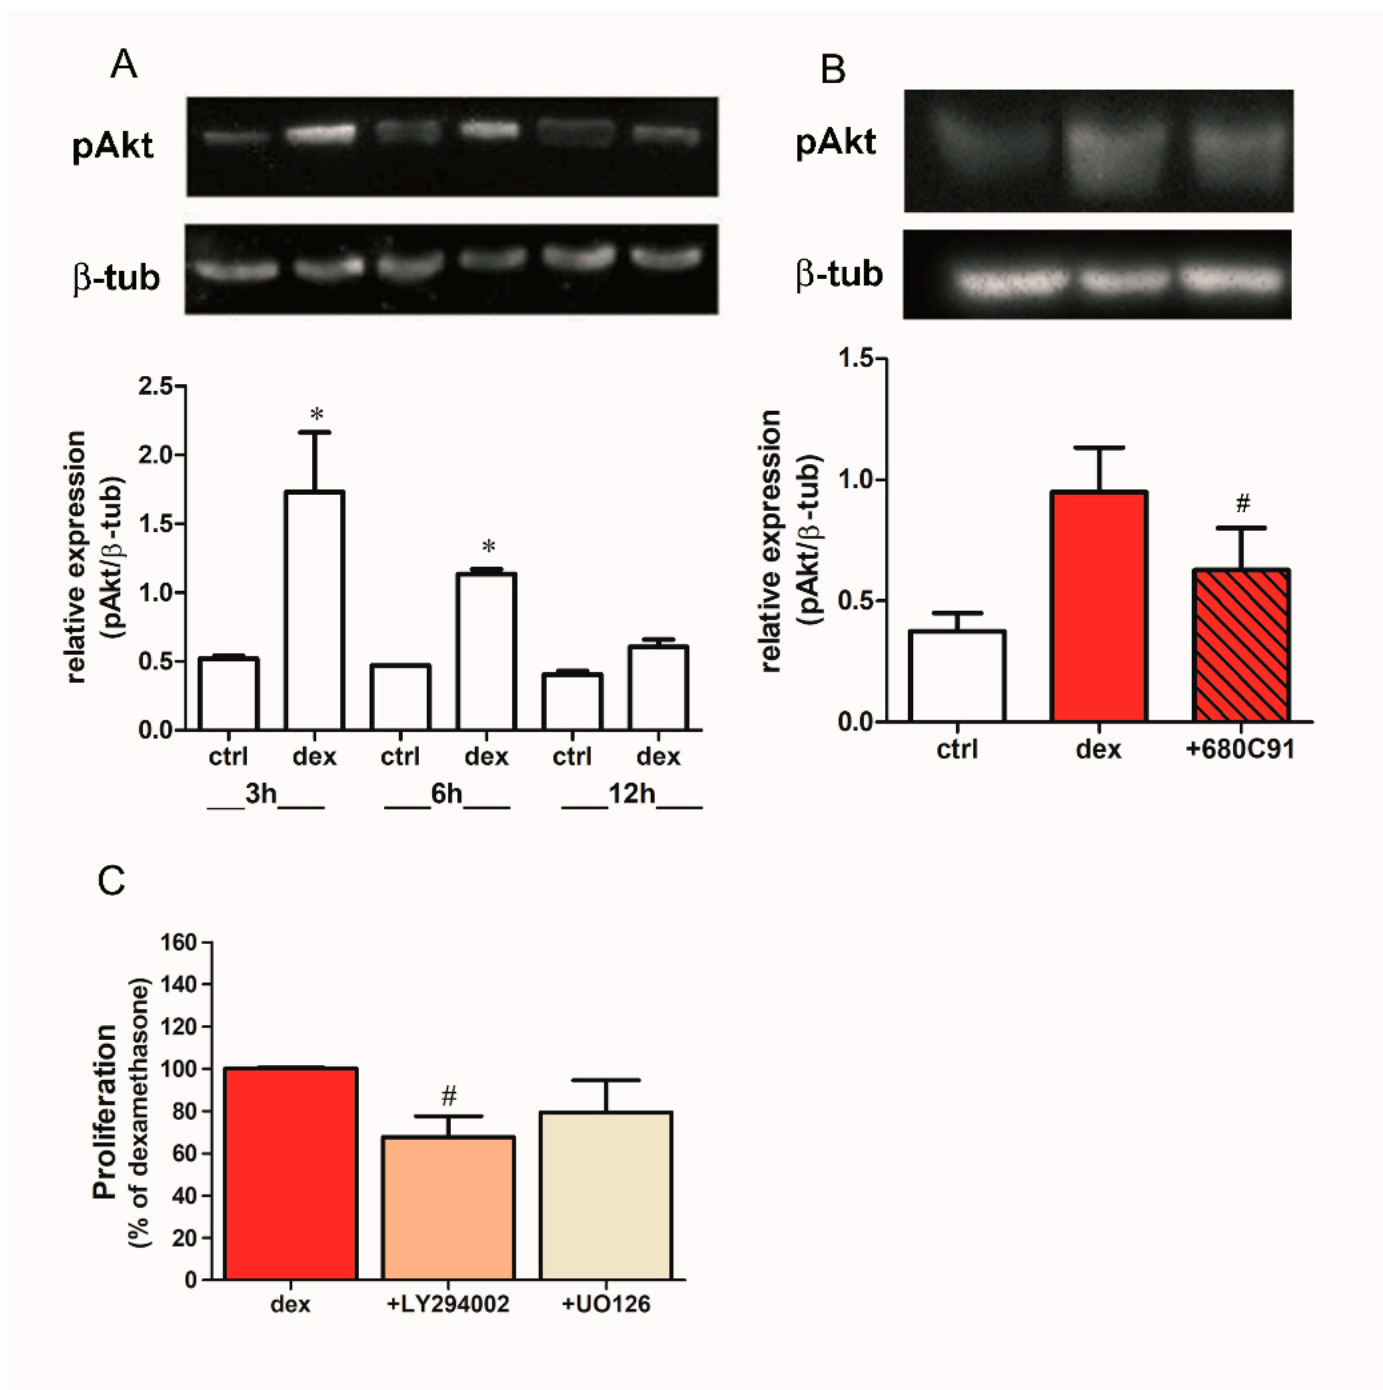 A
pAkt
β-tub
relative expression
(pAkt/β-tub)
2.5
2.0
1.5
1.0
0.5
0.0
*
*
ctrl dex ctrl dex ctrl dex
3h 6h 12h
B
pAkt
β-tub
relative expression
(pAkt/β-tub)
1.5
1.0
0.5
0.0
#
ctrl dex +680C91
C
Proliferation
(% of dexamethasone)
160
140
120
100
80
60
40
20
0
#
dex +LY294002 +UO126